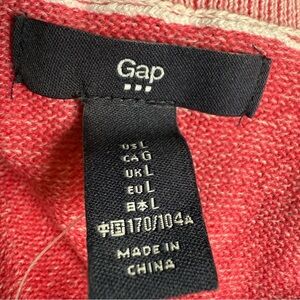 Gap
US L
CA G
UK L
EU L
日本 L
中国 170/104A
MADE IN
CHINA